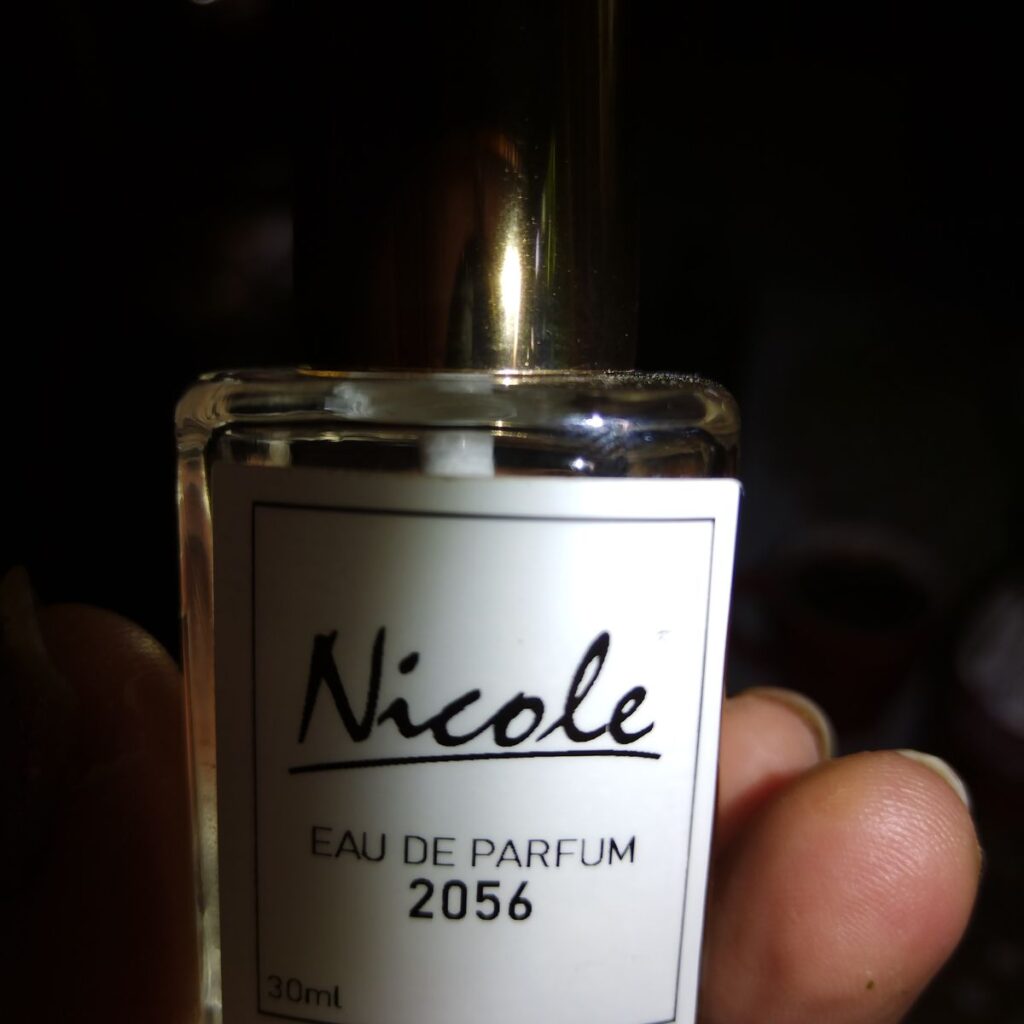 Nicole
EAU DE PARFUM
2056
30ml